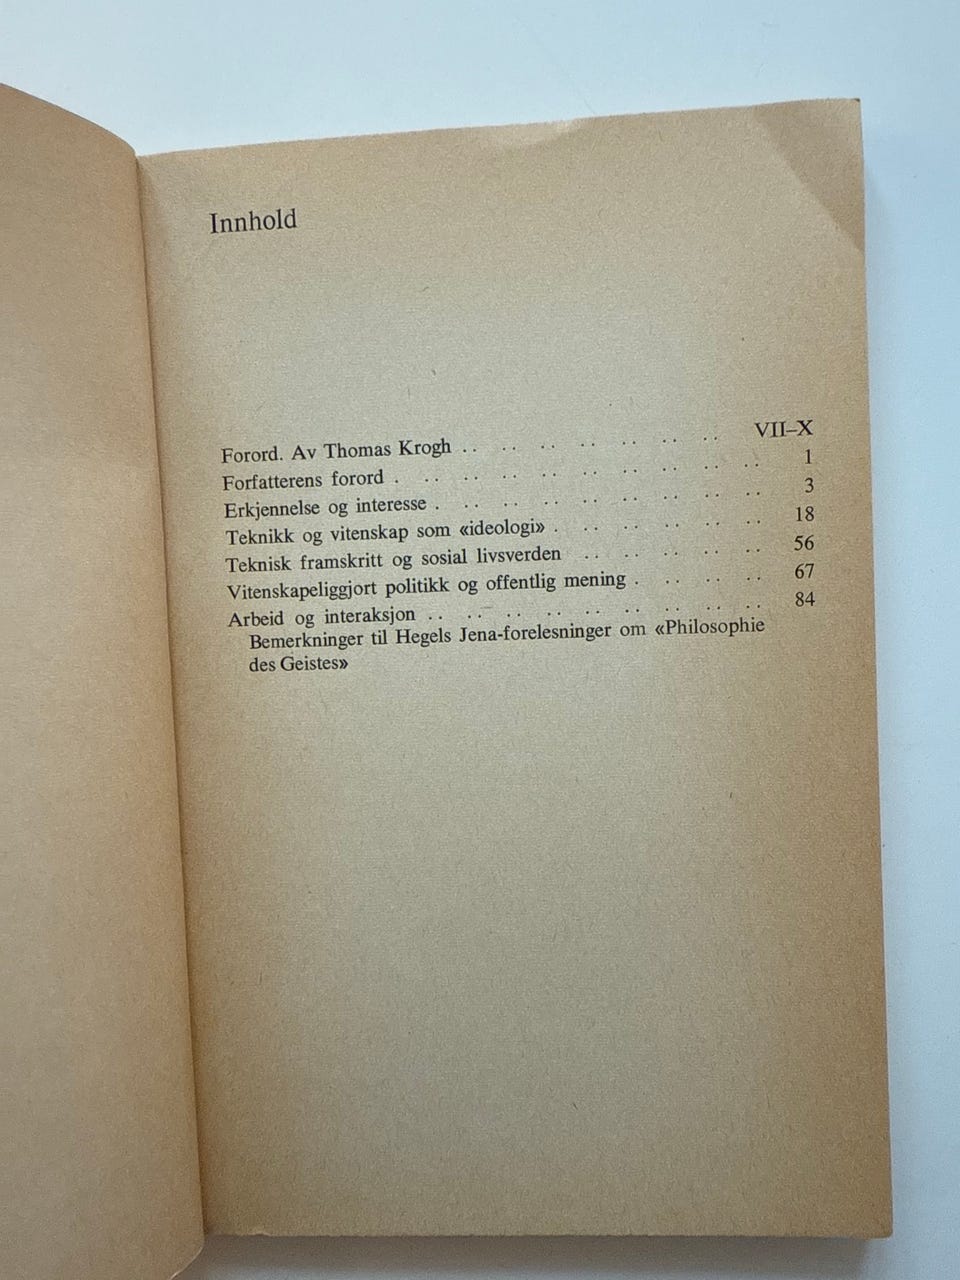 Innhold
Forord. Av Thomas Krogh . . . . . . . . . . . . . . VII–X
Forfatterens forord . . . . . . . . . . . . . . . . . . . 1
Erkjennelse og interesse . . . . . . . . . . . . . . . . . 3
Teknikk og vitenskap som «ideologi» . . . . . . . . . . . 18
Teknisk framskritt og sosial livsverden . . . . . . . . . . 56
Vitenskapeliggjort politikk og offentlig mening . . . . . . . 67
Arbeid og interaksjon . . . . . . . . . . . . . . . . . . 84
Bemerkninger til Hegels Jena-forelesninger om «Philosophie
des Geistes»